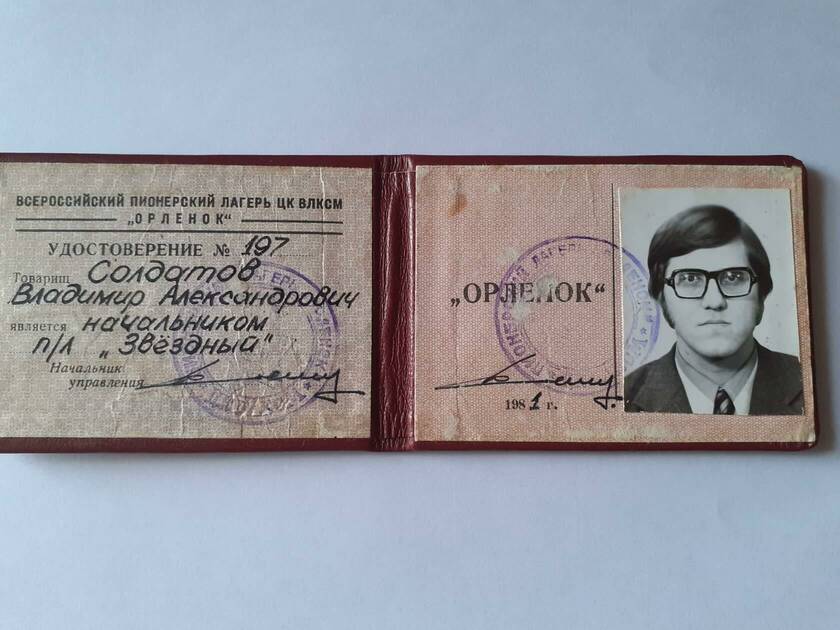 ВСЕРОССИЙСКИЙ ПИОНЕРСКИЙ ЛАГЕРЬ ЦК ВЛКСМ
„ОРЛЕНОК“
УДОСТОВЕРЕНИЕ № 197
Товарищ Солдатов
Владимир Александрович
является начальником
п/л „Звёздный"
Начальник
управления
„ОРЛЕНОК“
1981 г.